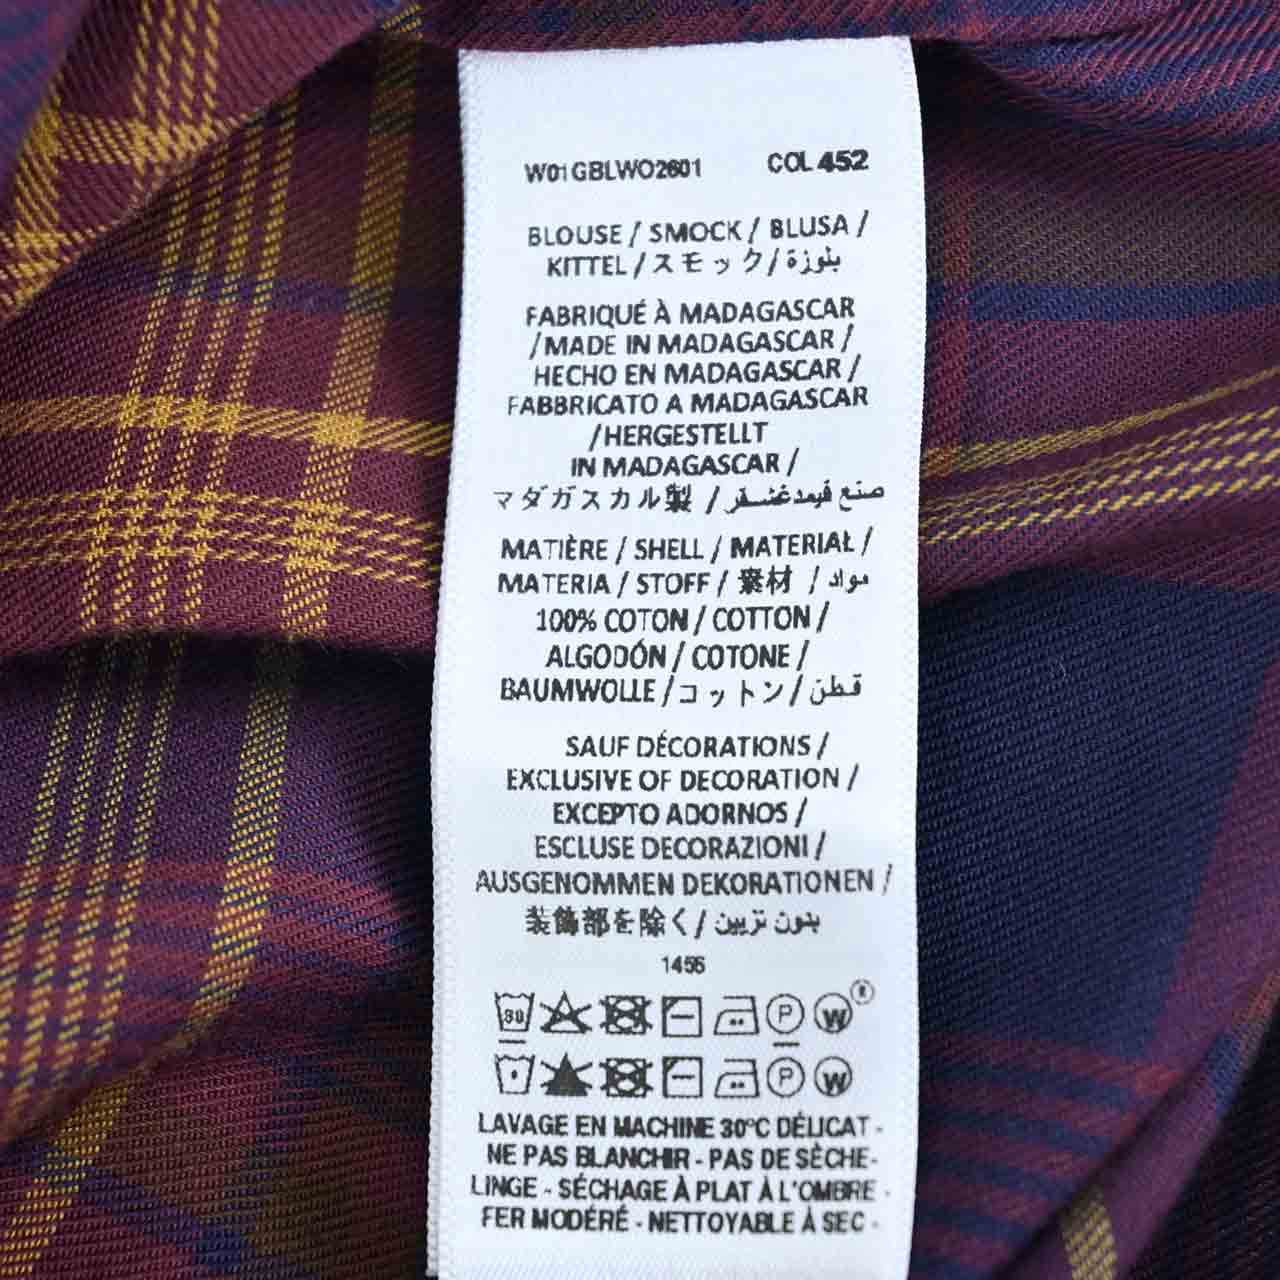 W01GBLWO2601 COL 452
BLOUSE / SMOCK / BLUSA /
KITTEL / スモック / بلوزة
FABRIQUÉ À MADAGASCAR
/MADE IN MADAGASCAR /
HECHO EN MADAGASCAR /
FABBRICATO A MADAGASCAR
/HERGESTELLT
IN MADAGASCAR /
マダガスカル製 / صنع فيمدغشقر
MATIÈRE / SHELL / MATERIAL /
MATERIA / STOFF / 素材 / مواد
100% COTON / COTTON /
ALGODÓN / COTONE /
BAUMWOLLE / コットン / قطن
SAUF DÉCORATIONS /
EXCLUSIVE OF DECORATION /
EXCEPTO ADORNOS /
ESCLUSE DECORAZIONI /
AUSGENOMMEN DEKORATIONEN /
装飾部を除く / بدون تزيين
1456
30 P W ®
P W
LAVAGE EN MACHINE 30°C DÉLICAT -
NE PAS BLANCHIR - PAS DE SÈCHE-
LINGE - SÉCHAGE À PLAT À L'OMBRE -
FER MODÉRÉ - NETTOYABLE À SEC -